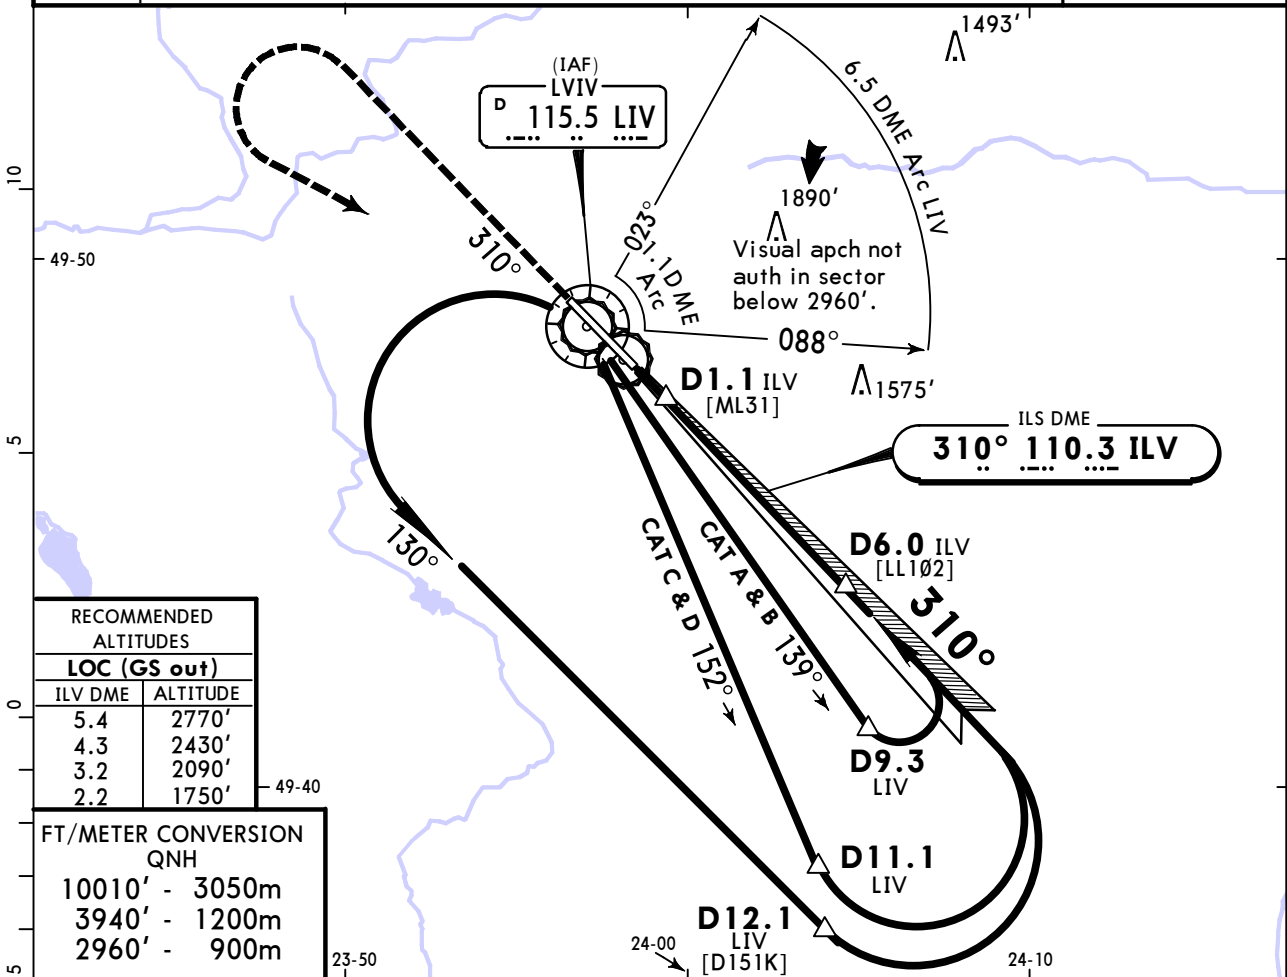 1493'
(IAF)
LVIV
D 115.5 LIV
6.5 DME Arc LIV
1890'
023°
1.1 DME
Arc
Visual apch not
auth in sector
below 2960'.
088°
10
49-50
310°
D1.1 ILV
[ML31]
1575'
ILS DME
310° 110.3 ILV
5
130°
CAT C & D 152°
CAT A & B 139°
D6.0 ILV
[LL1Ø2]
310°
RECOMMENDED
ALTITUDES
LOC (GS out)
ILV DME ALTITUDE
5.4 2770'
4.3 2430'
3.2 2090'
2.2 1750'
0
49-40
D9.3
LIV
FT/METER CONVERSION
QNH
10010' - 3050m
3940' - 1200m
2960' - 900m
D11.1
LIV
D12.1
LIV
[D151K]
5
23-50
24-00
24-10